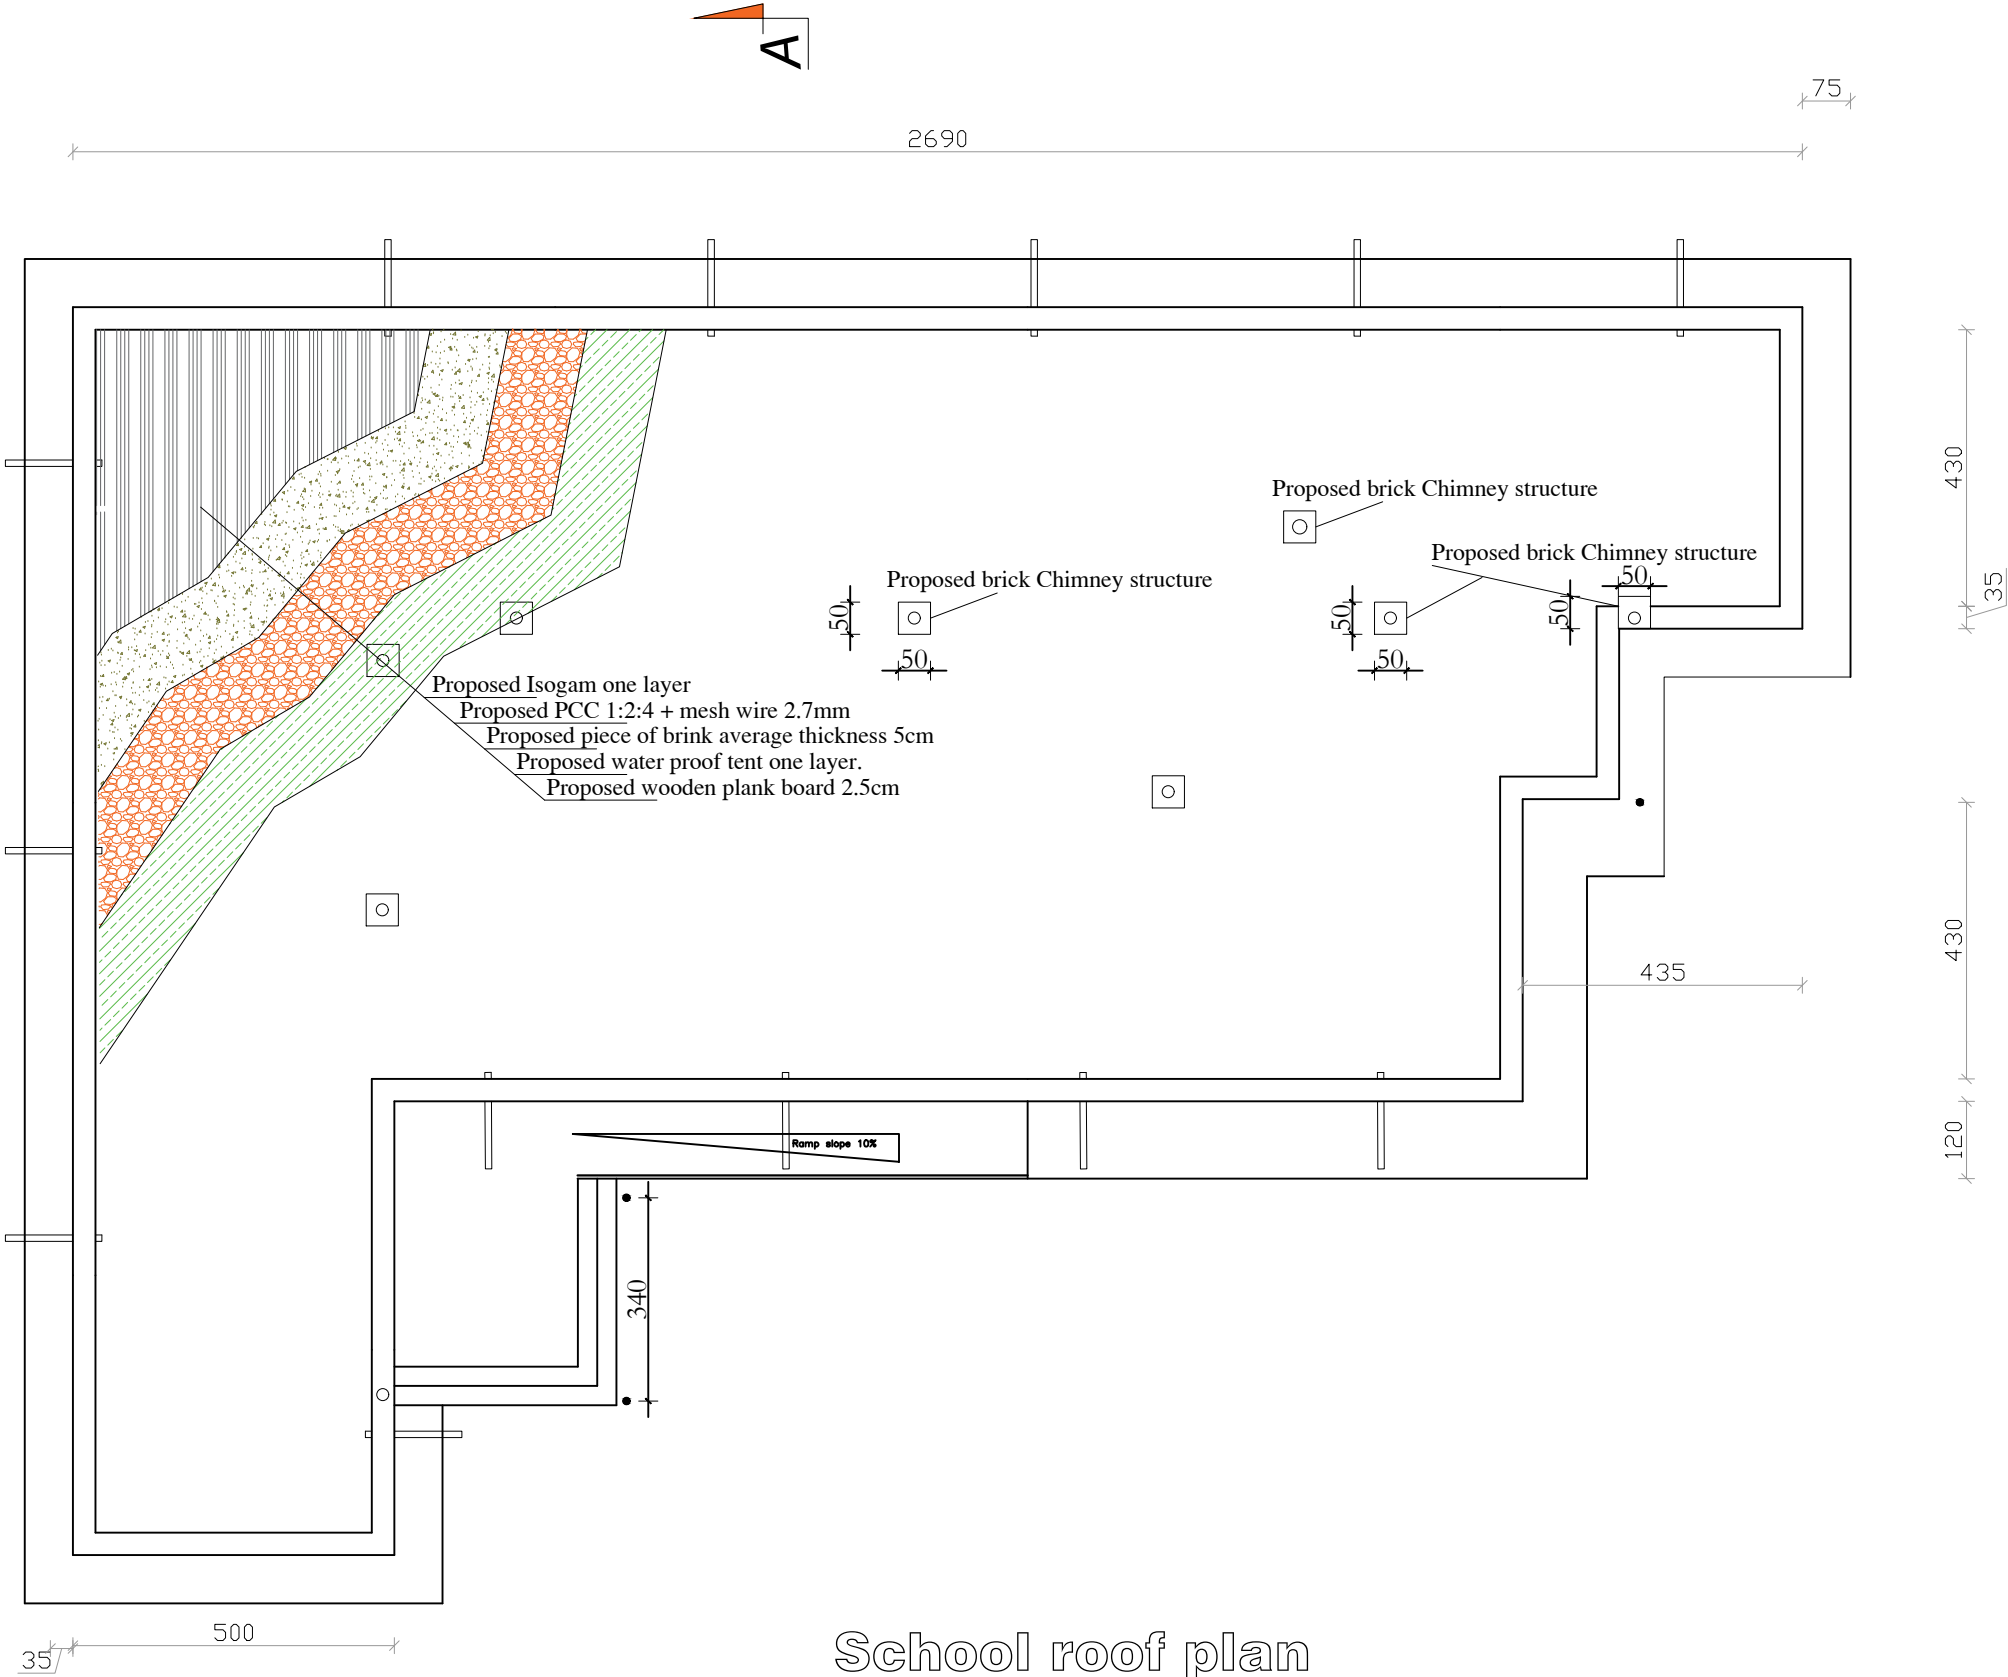 A
75
2690
430
35
Proposed brick Chimney structure
Proposed brick Chimney structure
Proposed brick Chimney structure
50
50
50
50
50
50
Proposed Isogam one layer
Proposed PCC 1:2:4 + mesh wire 2.7mm
Proposed piece of brink average thickness 5cm
Proposed water proof tent one layer.
Proposed wooden plank board 2.5cm
430
435
120
Ramp slope 10%
340
500
35
School roof plan